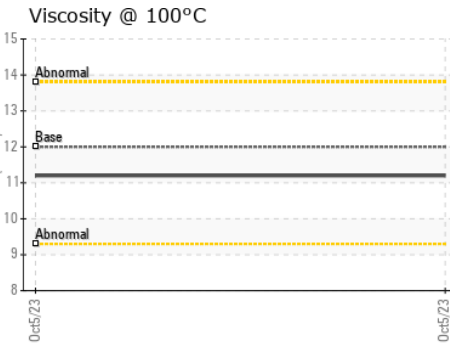 Viscosity @ 100°C
15
14
Abnormal
13
12
Base
11
10
Abnormal
9
8
Oct5/23
Oct5/23